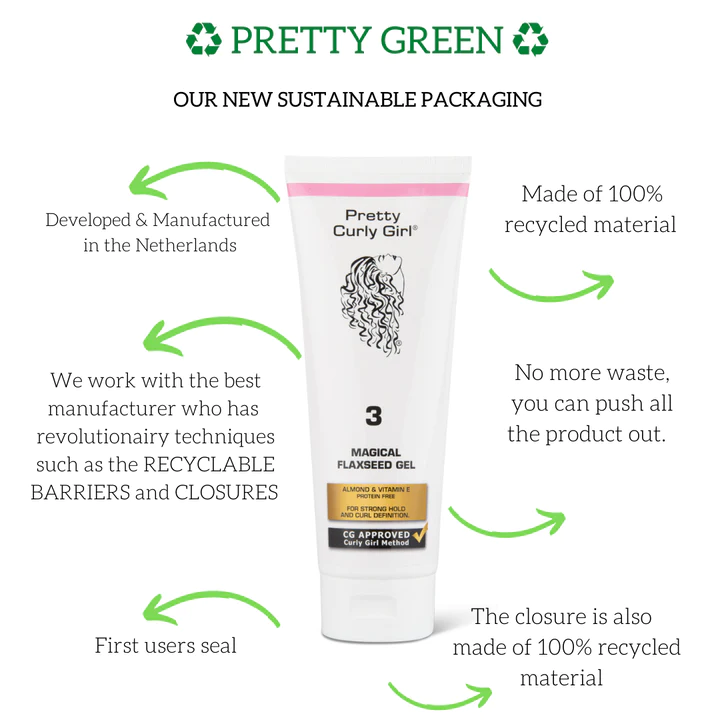 ♻ PRETTY GREEN ♻
OUR NEW SUSTAINABLE PACKAGING
Developed & Manufactured
in the Netherlands
We work with the best
manufacturer who has
revolutionairy techniques
such as the RECYCLABLE
BARRIERS and CLOSURES
First users seal
Pretty
Curly Girl®
®
3
MAGICAL
FLAXSEED GEL
ALMOND & VITAMIN E
PROTEIN FREE
FOR STRONG HOLD
AND CURL DEFINITION.
CG APPROVED
Curly Girl Method
Made of 100%
recycled material
No more waste,
you can push all
the product out.
The closure is also
made of 100% recycled
material